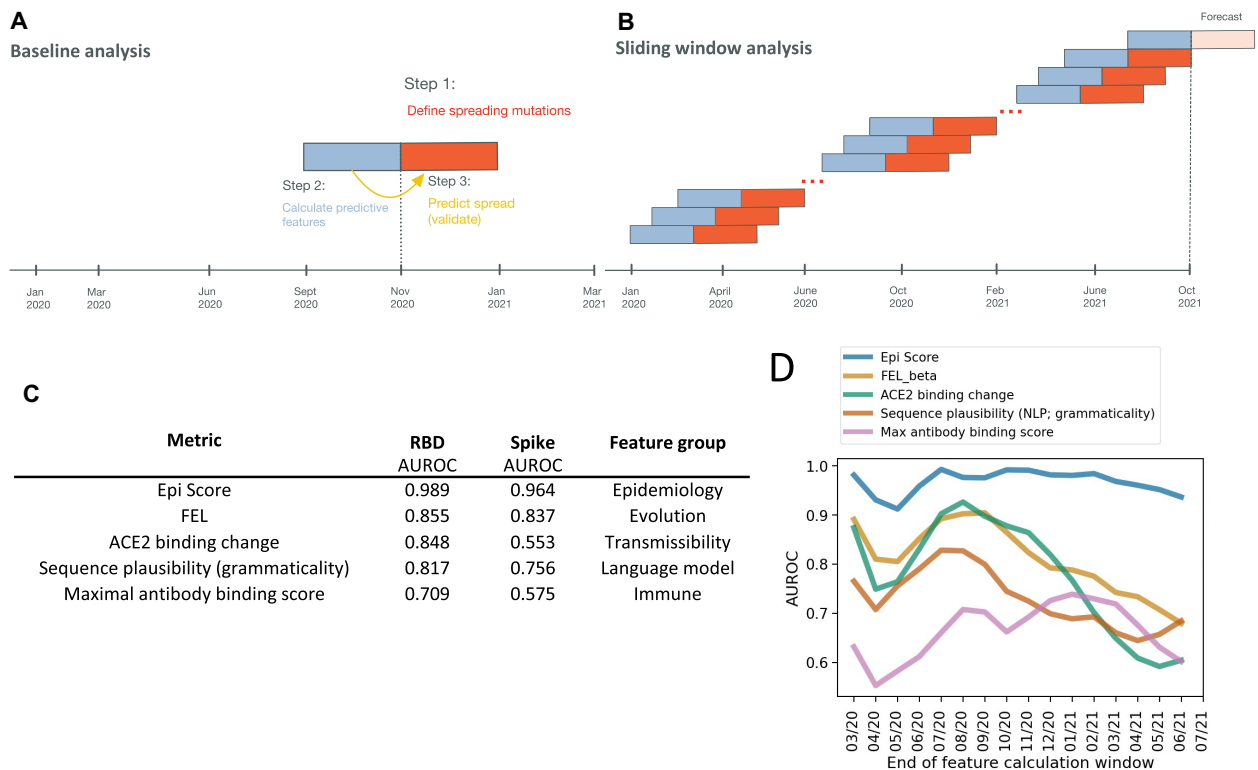 A
Baseline analysis
Step 1:
Define spreading mutations
Step 2:
Calculate predictive
features
Step 3:
Predict spread
(validate)
Jan
2020
Mar
2020
Jun
2020
Sept
2020
Nov
2020
Jan
2021
Mar
2021
B
Sliding window analysis
Forecast
Jan
2020
April
2020
June
2020
Oct
2020
Feb
2021
June
2021
Oct
2021
C
Metric RBD Spike Feature group
AUROC AUROC
Epi Score 0.989 0.964 Epidemiology
FEL 0.855 0.837 Evolution
ACE2 binding change 0.848 0.553 Transmissibility
Sequence plausibility (grammaticality) 0.817 0.756 Language model
Maximal antibody binding score 0.709 0.575 Immune
D
Epi Score
FEL_beta
ACE2 binding change
Sequence plausibility (NLP; grammaticality)
Max antibody binding score
AUROC
1.0
0.9
0.8
0.7
0.6
03/20
04/20
05/20
06/20
07/20
08/20
09/20
10/20
11/20
12/20
01/21
02/21
03/21
04/21
05/21
06/21
07/21
End of feature calculation window